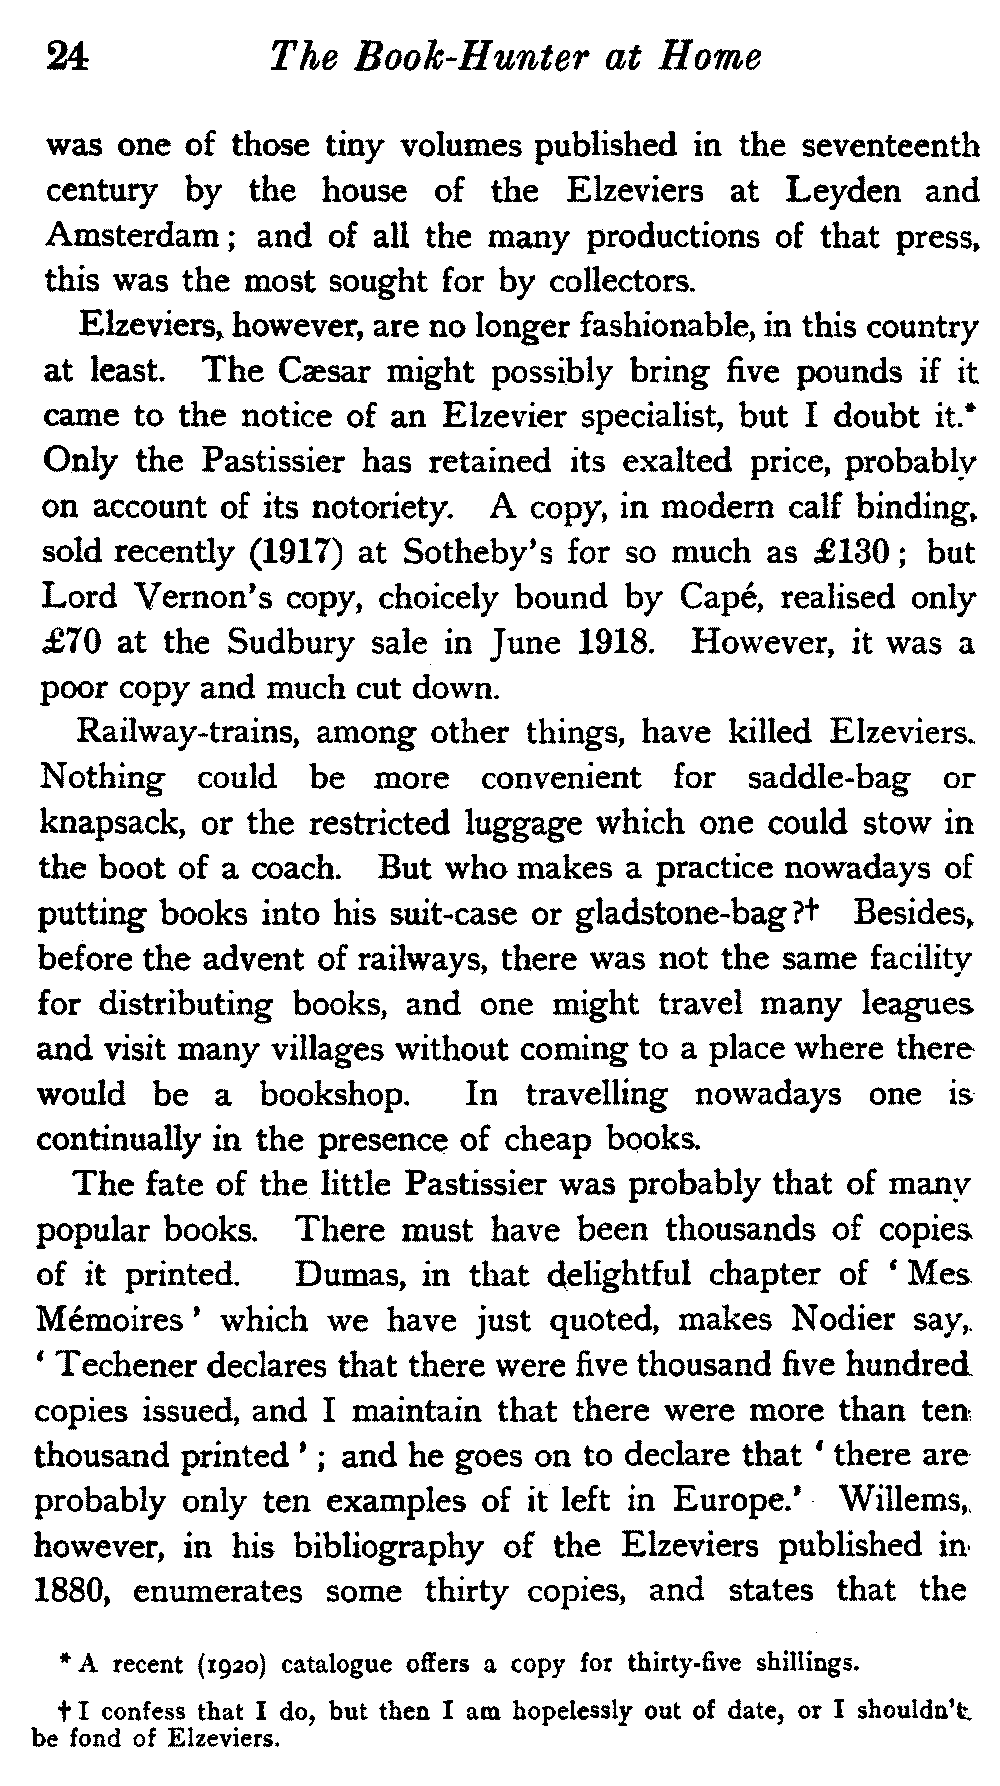 24 The Book-Hunter at Home
was one of those tiny volumes published in the seventeenth
century by the house of the Elzeviers at Leyden and
Amsterdam; and of all the many productions of that press,
this was the most sought for by collectors.
Elzeviers, however, are no longer fashionable, in this country
at least. The Cæsar might possibly bring five pounds if it
came to the notice of an Elzevier specialist, but I doubt it.*
Only the Pastissier has retained its exalted price, probably
on account of its notoriety. A copy, in modern calf binding,
sold recently (1917) at Sotheby's for so much as £130; but
Lord Vernon's copy, choicely bound by Capé, realised only
£70 at the Sudbury sale in June 1918. However, it was a
poor copy and much cut down.
Railway-trains, among other things, have killed Elzeviers.
Nothing could be more convenient for saddle-bag or
knapsack, or the restricted luggage which one could stow in
the boot of a coach. But who makes a practice nowadays of
putting books into his suit-case or gladstone-bag?† Besides,
before the advent of railways, there was not the same facility
for distributing books, and one might travel many leagues
and visit many villages without coming to a place where there
would be a bookshop. In travelling nowadays one is
continually in the presence of cheap books.
The fate of the little Pastissier was probably that of many
popular books. There must have been thousands of copies
of it printed. Dumas, in that delightful chapter of 'Mes
Mémoires' which we have just quoted, makes Nodier say,
'Techener declares that there were five thousand five hundred
copies issued, and I maintain that there were more than ten
thousand printed'; and he goes on to declare that 'there are
probably only ten examples of it left in Europe.' Willems,
however, in his bibliography of the Elzeviers published in
1880, enumerates some thirty copies, and states that the
* A recent (1920) catalogue offers a copy for thirty-five shillings.
† I confess that I do, but then I am hopelessly out of date, or I shouldn't
be fond of Elzeviers.